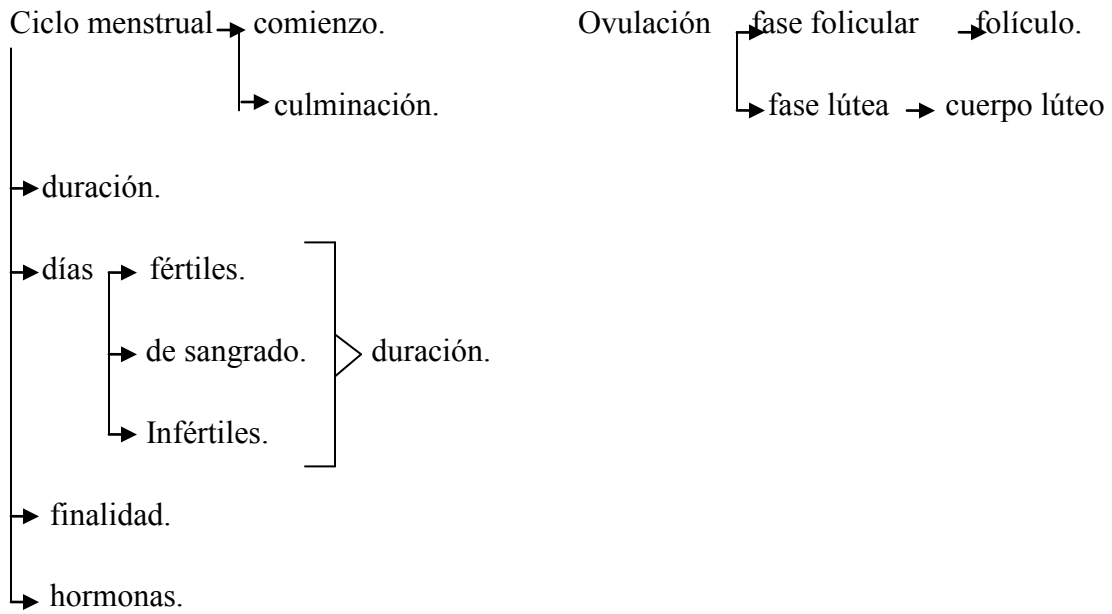 Ciclo menstrual comienzo. Ovulación fase folicular folículo.
culminación. fase lútea cuerpo lúteo
duración.
días fértiles.
de sangrado. duración.
Infértiles.
finalidad.
hormonas.